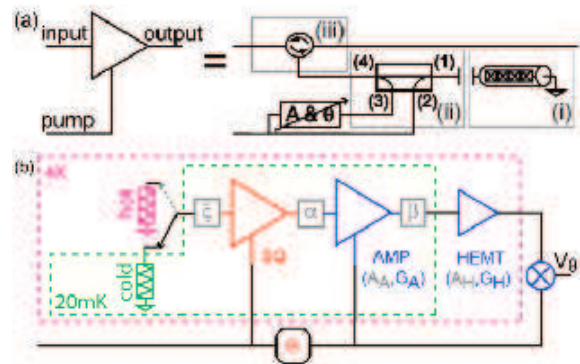 (a)
input
output
=
(iii)
(4)
(1)
(3)
(2)
A & θ
(ii)
(i)
pump
(b)
4K
hot
ξ
α
β
SQ
AMP
(A_A,G_A)
HEMT
(A_H,G_H)
V_θ
cold
20mK